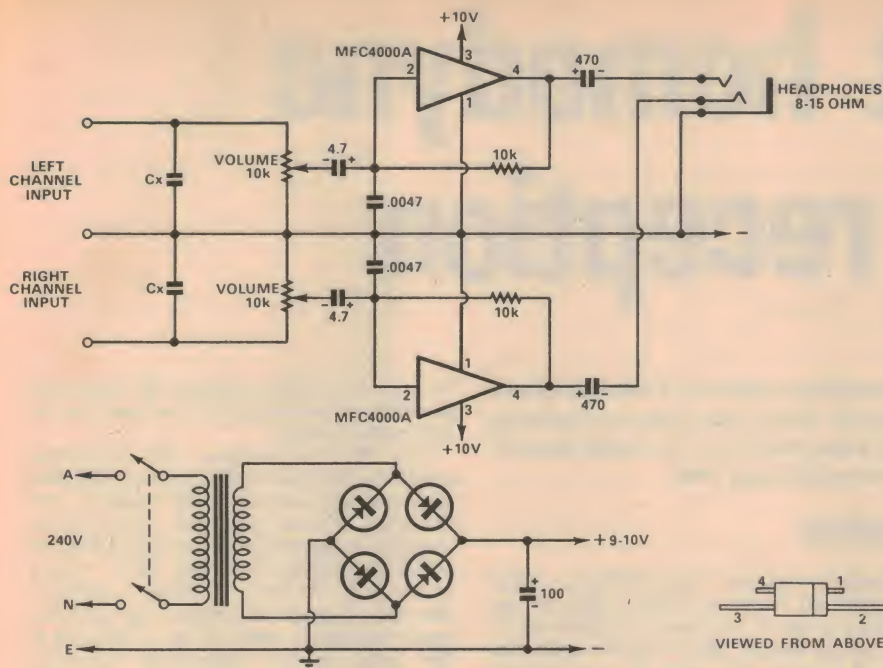 +10V
MFC4000A
3
2
4
1
470
+ -
HEADPHONES
8-15 OHM
LEFT
CHANNEL
INPUT
Cx
VOLUME
10k
4.7
- +
10k
.0047
-
RIGHT
CHANNEL
INPUT
Cx
VOLUME
10k
- +
4.7
.0047
10k
1
2
4
3
+ -
470
MFC4000A
+10V
A
240V
N
E
+ 9-10V
+
100
-
-
4
1
3
2
VIEWED FROM ABOVE